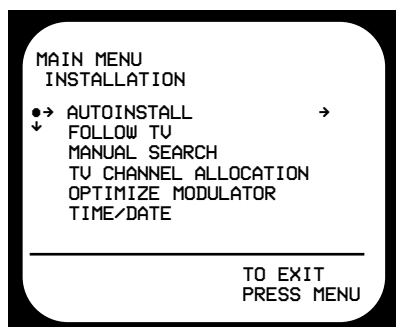 MAIN MENU
INSTALLATION
●→ AUTOINSTALL →
↓ FOLLOW TV
MANUAL SEARCH
TV CHANNEL ALLOCATION
OPTIMIZE MODULATOR
TIME/DATE
TO EXIT
PRESS MENU